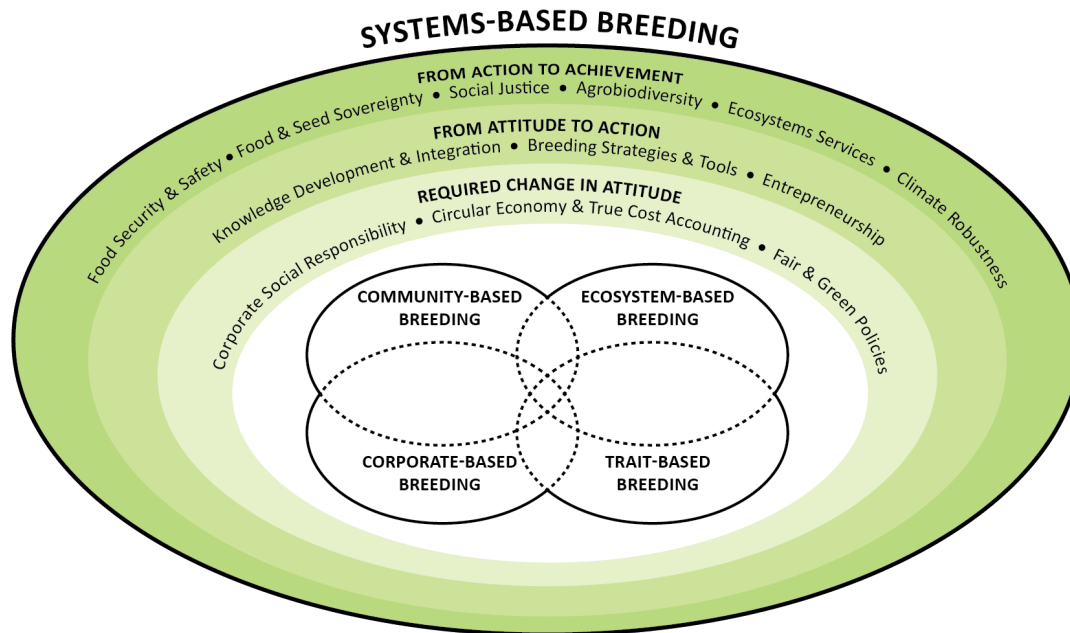 SYSTEMS-BASED BREEDING
FROM ACTION TO ACHIEVEMENT
Food Security & Safety • Food & Seed Sovereignty • Social Justice • Agrobiodiversity • Ecosystems Services • Climate Robustness
FROM ATTITUDE TO ACTION
Knowledge Development & Integration • Breeding Strategies & Tools • Entrepreneurship
REQUIRED CHANGE IN ATTITUDE
Corporate Social Responsibility • Circular Economy & True Cost Accounting • Fair & Green Policies
COMMUNITY-BASED
BREEDING
ECOSYSTEM-BASED
BREEDING
CORPORATE-BASED
BREEDING
TRAIT-BASED
BREEDING